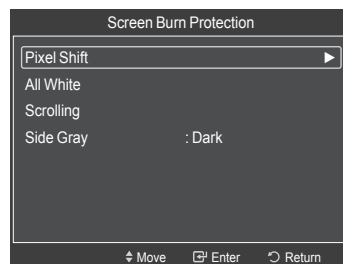 Screen Burn Protection
Pixel Shift ►
All White
Scrolling
Side Gray : Dark
Move Enter Return